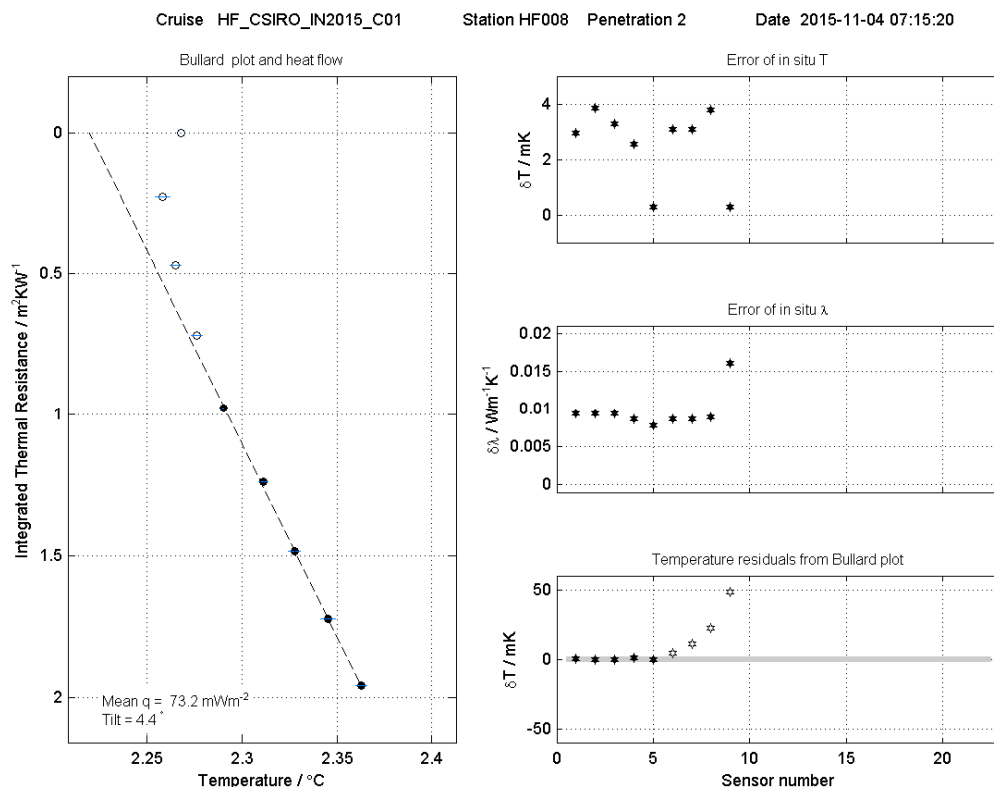 Cruise HF_CSIRO_IN2015_C01 Station HF008 Penetration 2 Date 2015-11-04 07:15:20
Bullard plot and heat flow
0
0.5
1
1.5
2
Integrated Thermal Resistance / m²KW⁻¹
Mean q = 73.2 mWm⁻²
Tilt = 4.4°
2.25
2.3
2.35
2.4
Temperature / °C
Error of in situ T
4
2
0
δT / mK
Error of in situ λ
0.02
0.015
0.01
0.005
0
δλ / Wm⁻¹K⁻¹
Temperature residuals from Bullard plot
50
0
-50
δT / mK
0
5
10
15
20
Sensor number